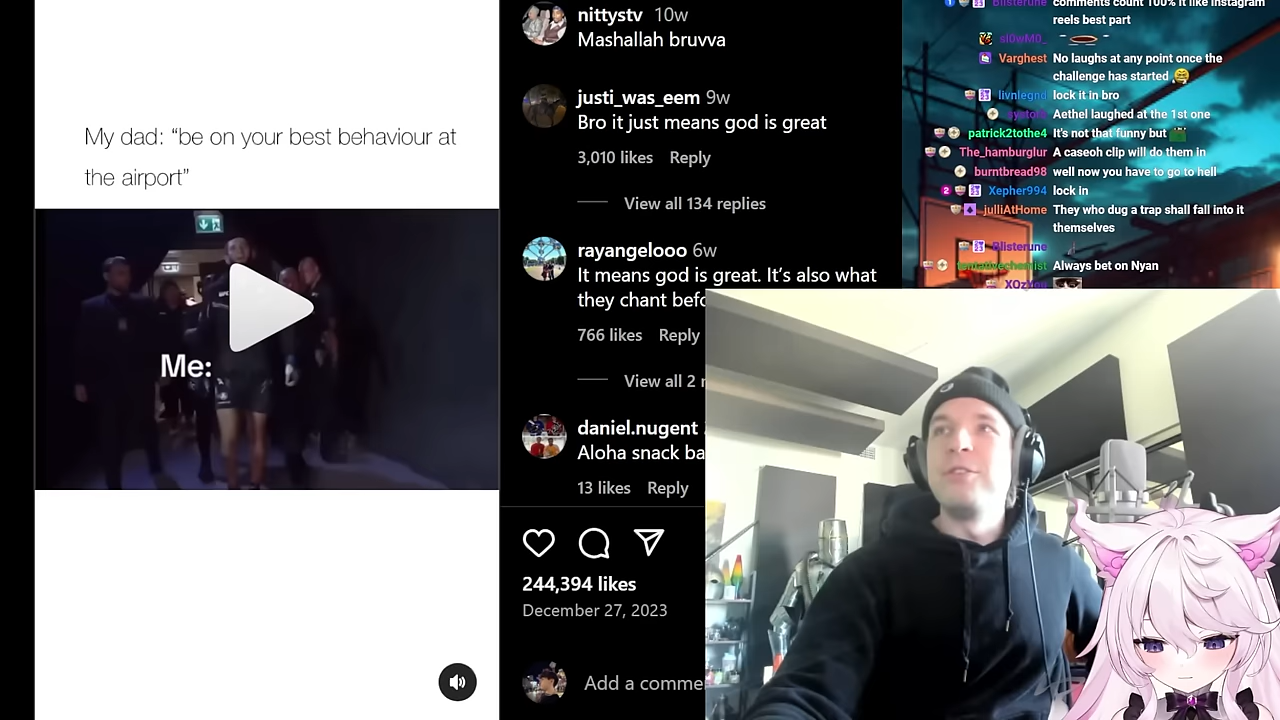 My dad: “be on your best behaviour at
the airport”
Me:
nittystv 10w
Mashallah bruvva
justi_was_eem 9w
Bro it just means god is great
3,010 likes Reply
View all 134 replies
rayangelooo 6w
It means god is great. It’s also what
they chant befo
766 likes Reply
View all 2 r
daniel.nugent
Aloha snack ba
13 likes Reply
244,394 likes
December 27, 2023
Add a comme
Blisterune comments count 100% it like instagram
reels best part
sl0wM0_
Varghest No laughs at any point once the
challenge has started
livnlegnd lock it in bro
Aethel laughed at the 1st one
patrick2tothe4 It's not that funny but
The_hamburglur A caseoh clip will do them in
burntbread98 well now you have to go to hell
2 Xepher994 lock in
julliAtHome They who dug a trap shall fall into it
themselves
Blisterune
tentativechemist Always bet on Nyan